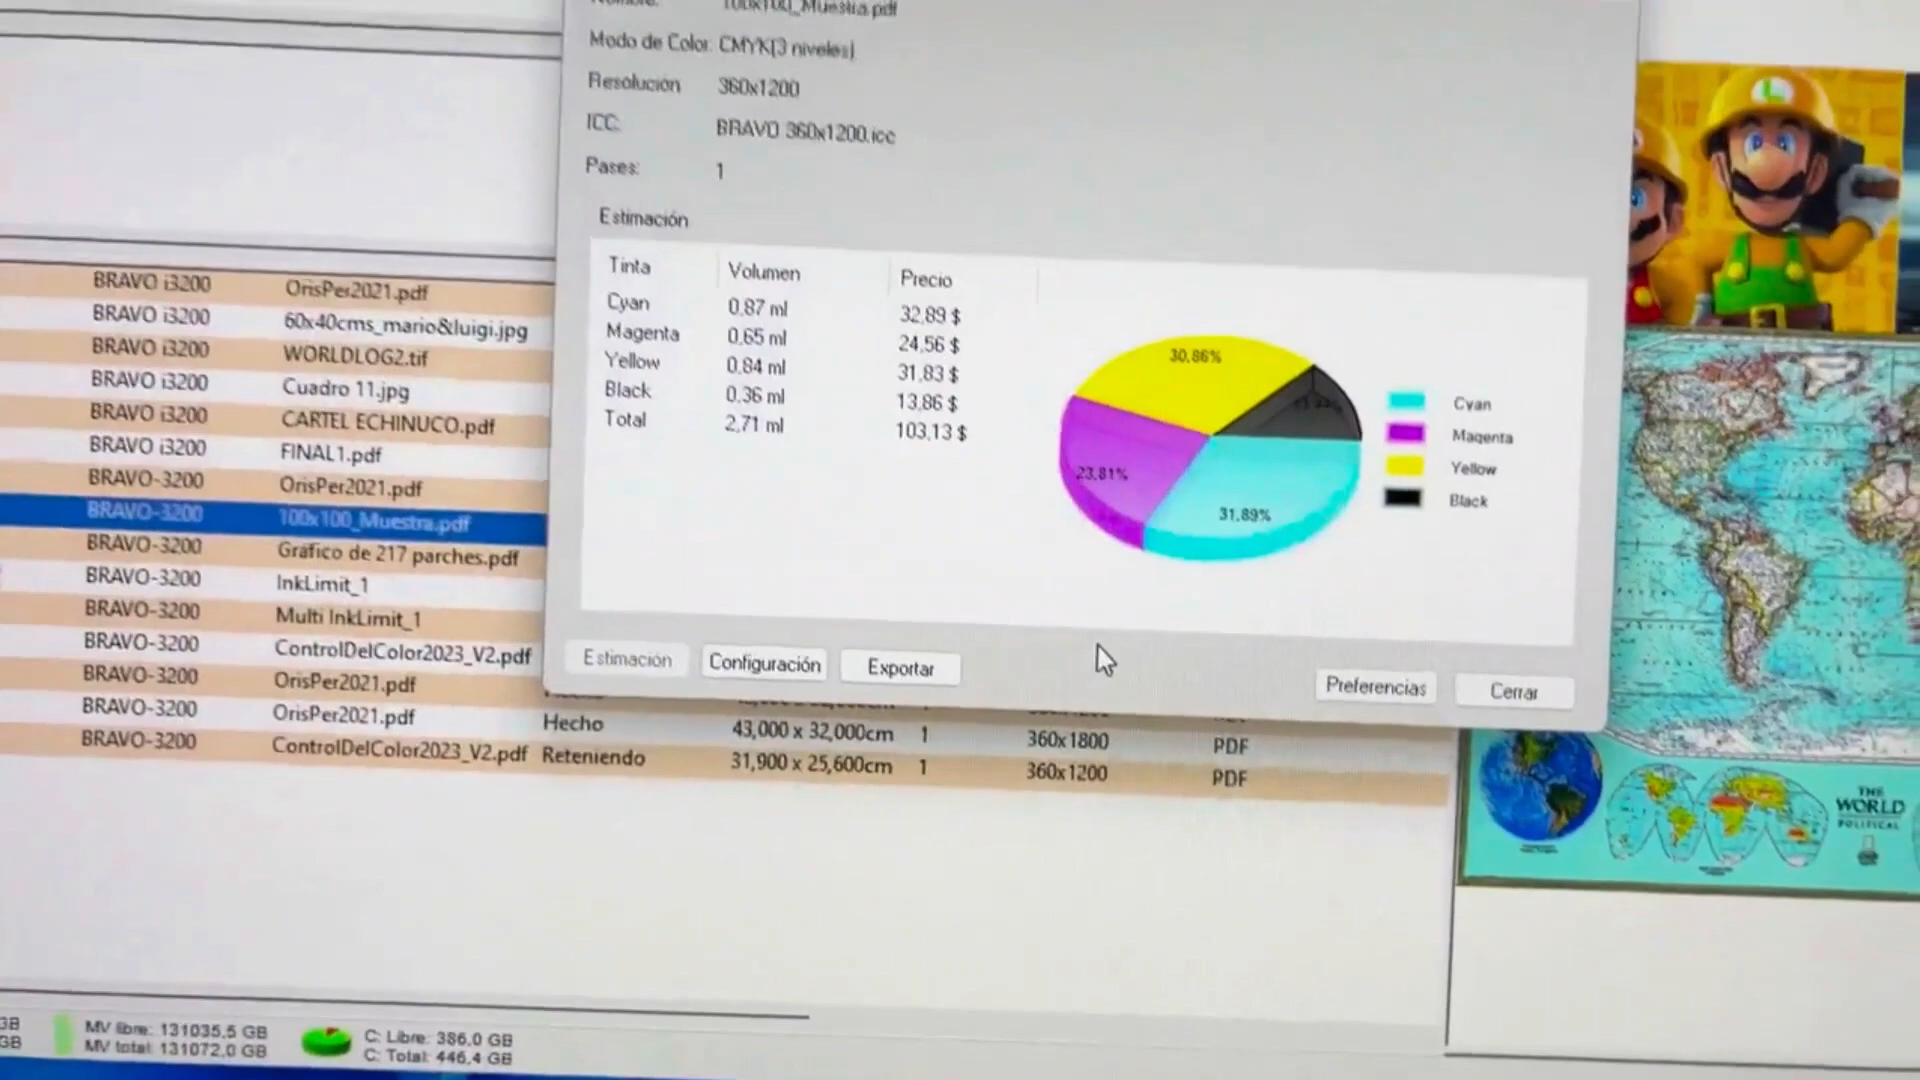 Nombre: 100x100_Muestra.pdf
Modo de Color: CMYK(3 niveles)
Resolución 360x1200
ICC: BRAVO 360x1200.icc
Pases: 1
Estimación
Tinta Volumen Precio
Cyan 0,87 ml 32,89 $
Magenta 0,65 ml 24,56 $
Yellow 0,84 ml 31,83 $
Black 0,36 ml 13,86 $
Total 2,71 ml 103,13 $
30,86%
23,81%
31,89%
Cyan
Magenta
Yellow
Black
Estimación Configuración Exportar Preferencias Cerrar
BRAVO i3200 OrisPer2021.pdf
BRAVO i3200 60x40cms_mario&luigi.jpg
BRAVO i3200 WORLDLOG2.tif
BRAVO i3200 Cuadro 11.jpg
BRAVO i3200 CARTEL ECHINUCO.pdf
BRAVO i3200 FINAL1.pdf
BRAVO-3200 OrisPer2021.pdf
BRAVO-3200 100x100_Muestra.pdf
BRAVO-3200 Gráfico de 217 parches.pdf
BRAVO-3200 InkLimit_1
BRAVO-3200 Multi InkLimit_1
BRAVO-3200 ControlDelColor2023_V2.pdf
BRAVO-3200 OrisPer2021.pdf
BRAVO-3200 OrisPer2021.pdf Hecho 43,000 x 32,000cm 1 360x1800 PDF
BRAVO-3200 ControlDelColor2023_V2.pdf Reteniendo 31,900 x 25,600cm 1 360x1200 PDF
THE
WORLD
POLITICAL
GB MV libre: 131035,5 GB C: Libre: 386,0 GB
GB MV total: 131072,0 GB C: Total: 446,4 GB